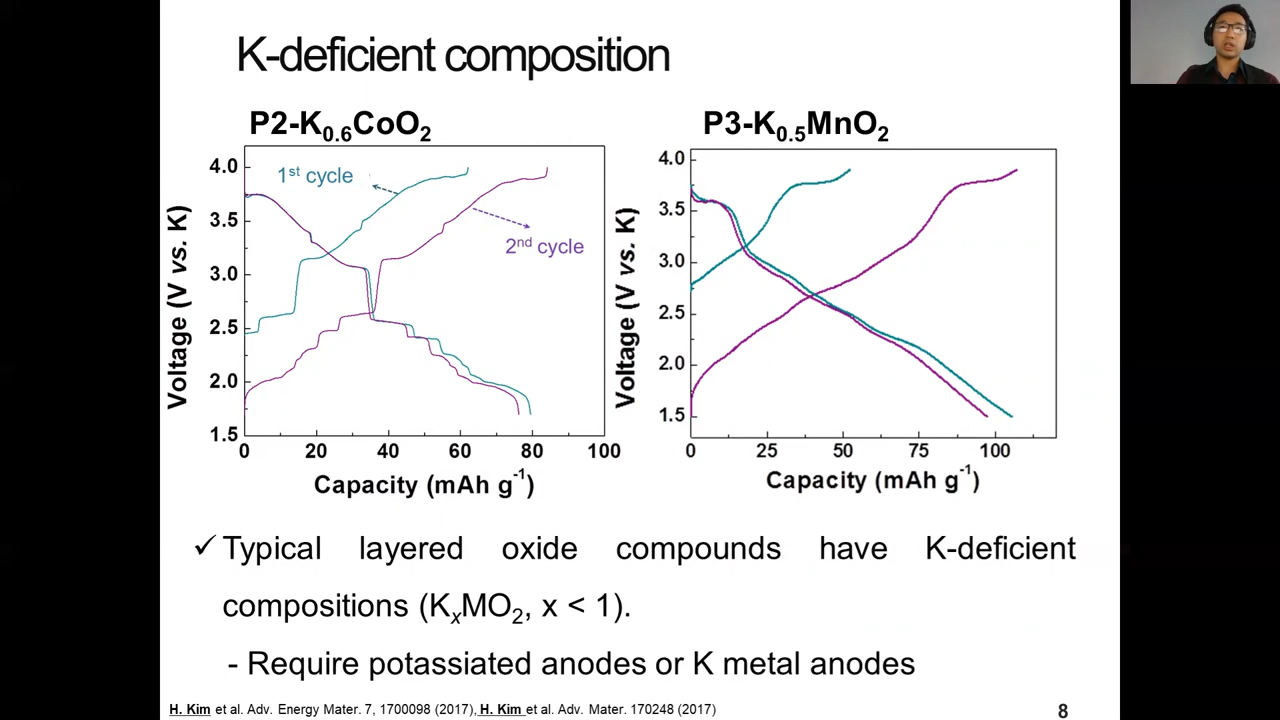 K-deficient composition
P2-K0.6CoO2
P3-K0.5MnO2
4.0
3.5
3.0
2.5
2.0
1.5
Voltage (V vs. K)
1st cycle
2nd cycle
0 20 40 60 80 100
Capacity (mAh g-1)
4.0
3.5
3.0
2.5
2.0
1.5
Voltage (V vs. K)
0 25 50 75 100
Capacity (mAh g-1)
✓ Typical layered oxide compounds have K-deficient
compositions (KxMO2, x < 1).
- Require potassiated anodes or K metal anodes
H. Kim et al. Adv. Energy Mater. 7, 1700098 (2017), H. Kim et al. Adv. Mater. 170248 (2017)
8